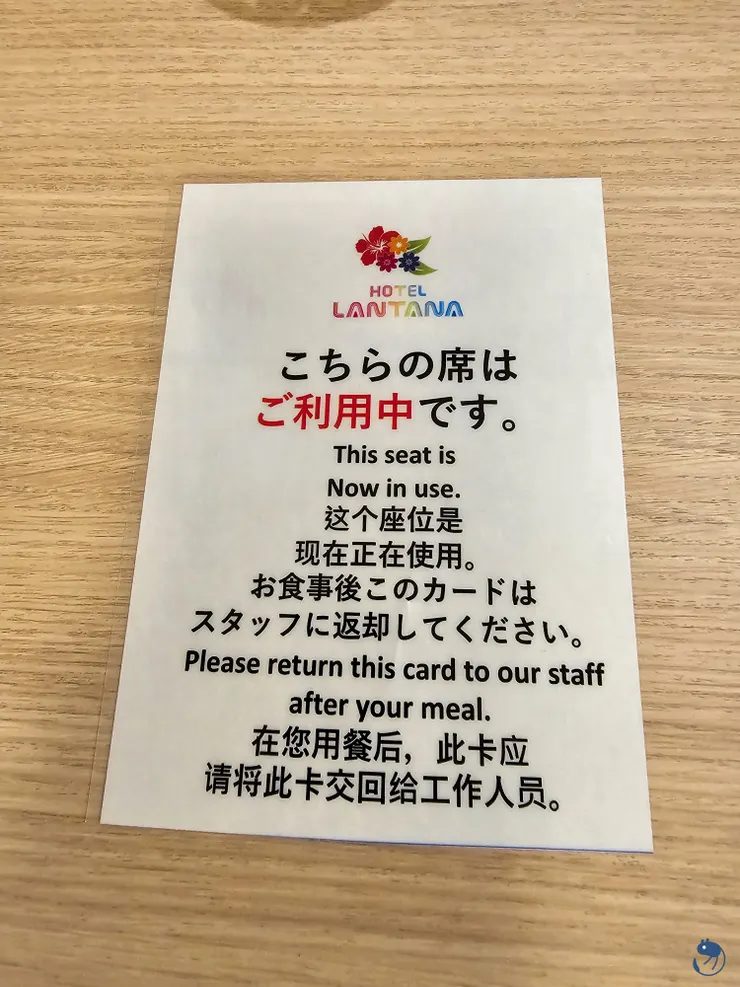 HOTEL
LANTANA
こちらの席は
ご利用中です。
This seat is
Now in use.
这个座位是
现在正在使用。
お食事後このカードは
スタッフに返却してください。
Please return this card to our staff
after your meal.
在您用餐后，此卡应
请将此卡交回给工作人员。